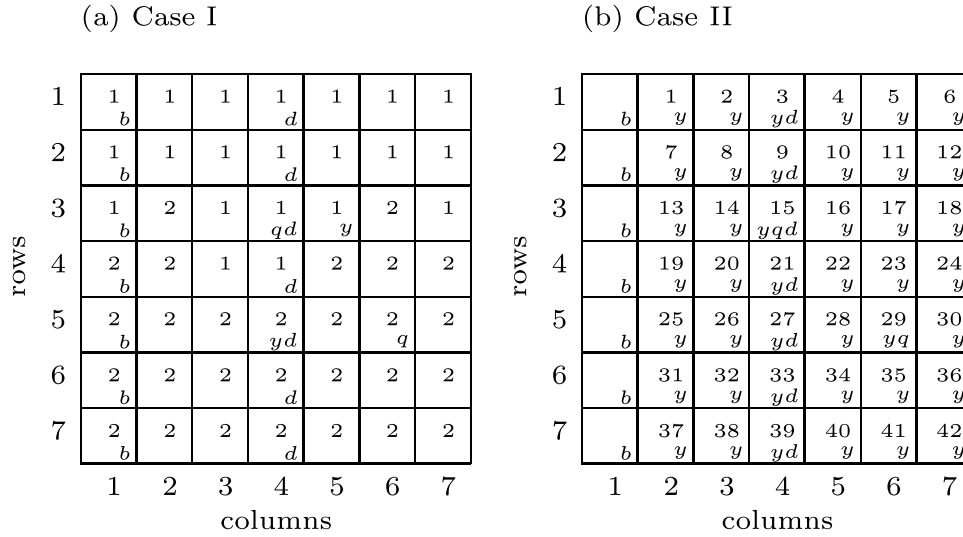 (a) Case I (b) Case II
1 1 1 1 1 1 1 1 1 2 3 4 5 6
b d b y y yd y y y
2 1 1 1 1 1 1 1 2 7 8 9 10 11 12
b d b y y yd y y y
3 1 2 1 1 1 2 1 3 13 14 15 16 17 18
b qd y b y y yqd y y y
4 2 2 1 1 2 2 2 4 19 20 21 22 23 24
b d b y y yd y y y
5 2 2 2 2 2 2 2 5 25 26 27 28 29 30
b yd q b y y yd y yq y
6 2 2 2 2 2 2 2 6 31 32 33 34 35 36
b d b y y yd y y y
7 2 2 2 2 2 2 2 7 37 38 39 40 41 42
b d b y y yd y y y
rows rows
1 2 3 4 5 6 7 1 2 3 4 5 6 7
columns columns